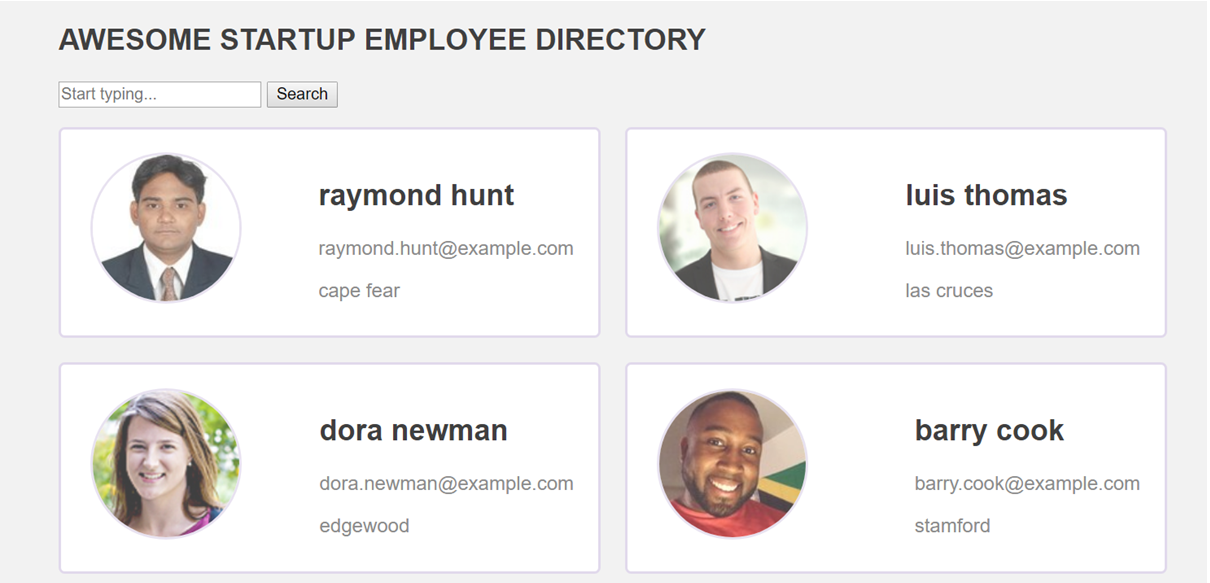 AWESOME STARTUP EMPLOYEE DIRECTORY
Start typing...
Search
raymond hunt
raymond.hunt@example.com
cape fear
luis thomas
luis.thomas@example.com
las cruces
dora newman
dora.newman@example.com
edgewood
barry cook
barry.cook@example.com
stamford